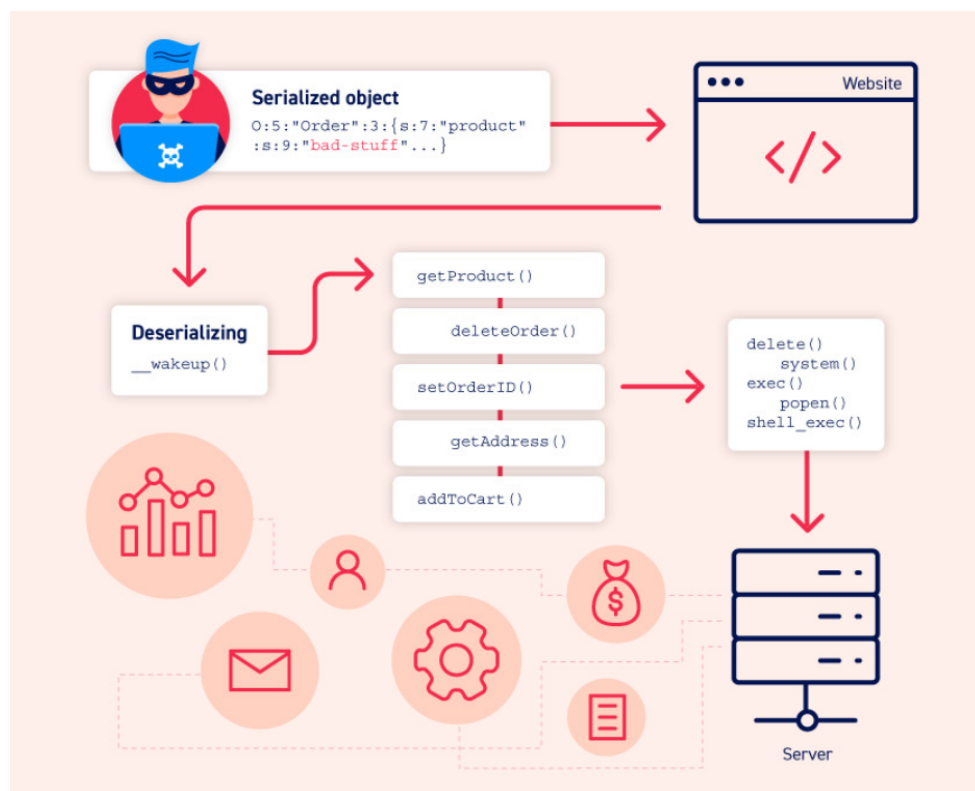 Serialized object
O:5:"Order":3:{s:7:"product"
:s:9:"bad-stuff"...}
Website
</>
Deserializing
__wakeup()
getProduct()
deleteOrder()
setOrderID()
getAddress()
addToCart()
delete()
system()
exec()
popen()
shell_exec()
$
Server